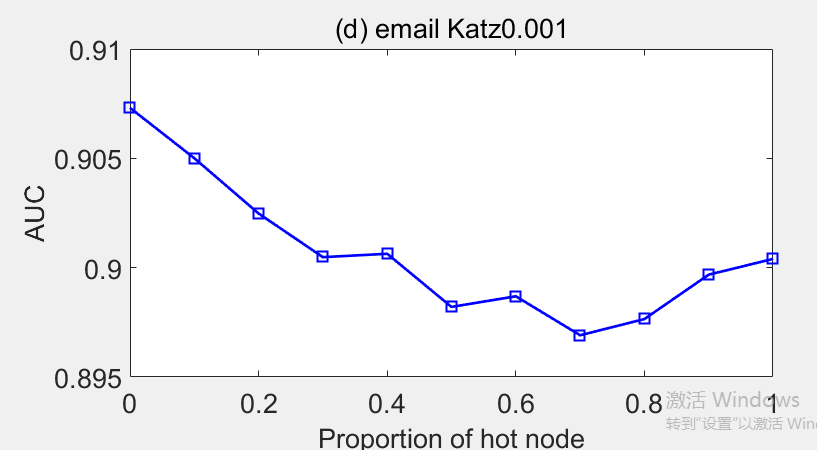 (d) email Katz0.001
0.91
0.905
0.9
0.895
AUC
0 0.2 0.4 0.6 0.8 1
Proportion of hot node
激活 Windows
转到“设置”以激活 Win